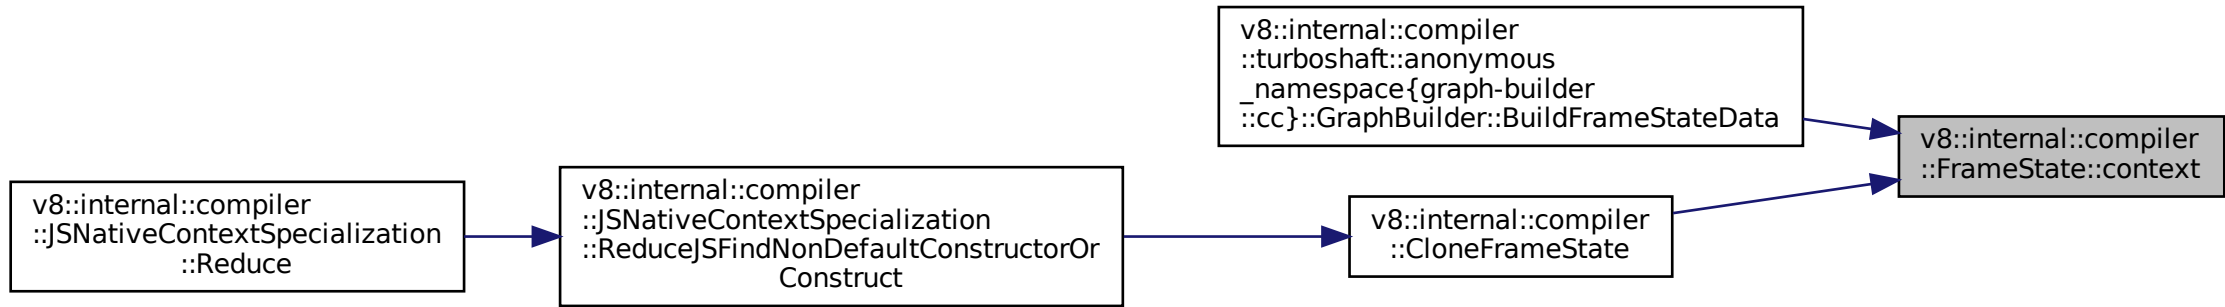 v8::internal::compiler
::turboshaft::anonymous
_namespace{graph-builder
::cc}::GraphBuilder::BuildFrameStateData
v8::internal::compiler
::FrameState::context
v8::internal::compiler
::JSNativeContextSpecialization
::Reduce
v8::internal::compiler
::JSNativeContextSpecialization
::ReduceJSFindNonDefaultConstructorOr
Construct
v8::internal::compiler
::CloneFrameState